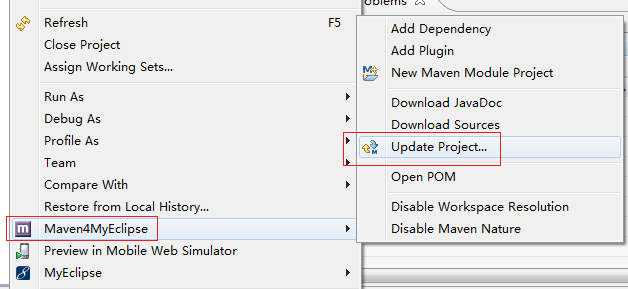 oblems
Refresh F5
Close Project
Assign Working Sets...
Run As
Debug As
Profile As
Team
Compare With
Restore from Local History...
Maven4MyEclipse
Preview in Mobile Web Simulator
MyEclipse
Add Dependency
Add Plugin
New Maven Module Project
Download JavaDoc
Download Sources
Update Project...
Open POM
Disable Workspace Resolution
Disable Maven Nature